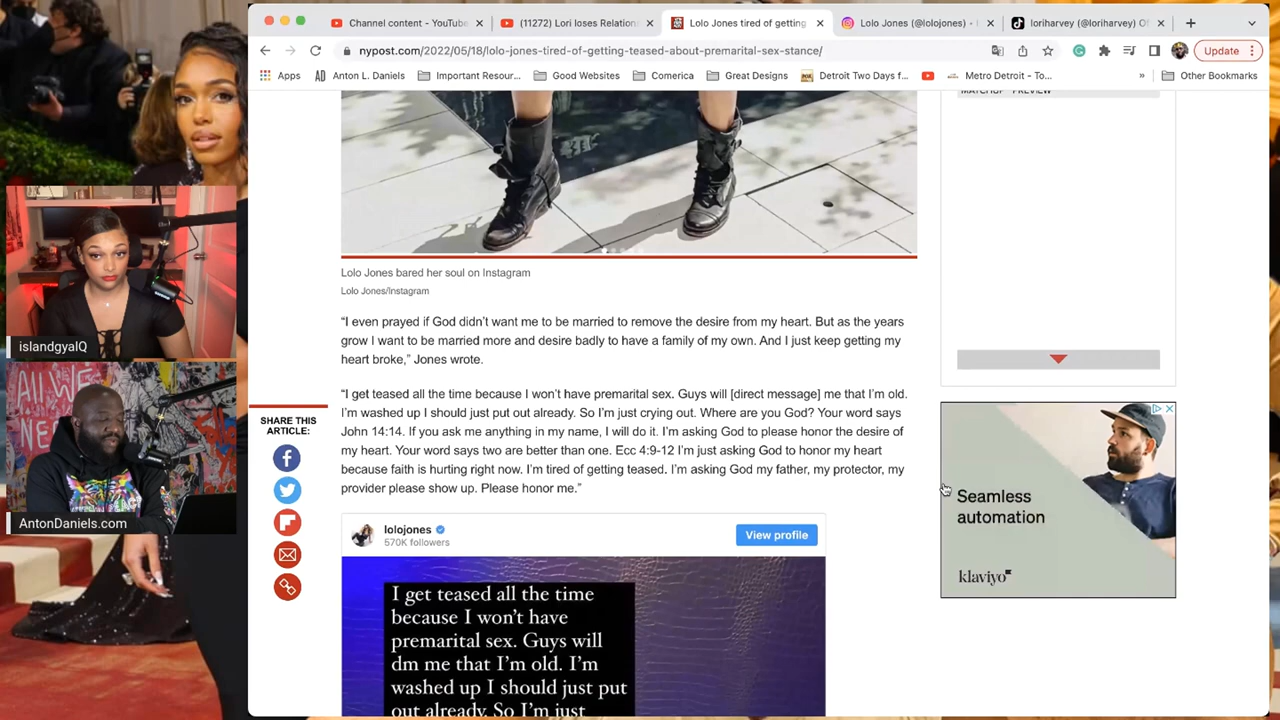 Channel content - YouTube
(11272) Lori loses Relation
Lolo Jones tired of getting
Lolo Jones (@lolojones) •
loriharvey (@loriharvey) Of
nypost.com/2022/05/18/lolo-jones-tired-of-getting-teased-about-premarital-sex-stance/
Update
Apps
Anton L. Daniels
Important Resour...
Good Websites
Comerica
Great Designs
Detroit Two Days f...
Metro Detroit - To...
»
Other Bookmarks
MATCHUP PREVIEW
Lolo Jones bared her soul on Instagram
Lolo Jones/Instagram
“I even prayed if God didn’t want me to be married to remove the desire from my heart. But as the years
grow I want to be married more and desire badly to have a family of my own. And I just keep getting my
heart broke,” Jones wrote.
“I get teased all the time because I won’t have premarital sex. Guys will [direct message] me that I’m old.
I’m washed up I should just put out already. So I’m just crying out. Where are you God? Your word says
John 14:14. If you ask me anything in my name, I will do it. I’m asking God to please honor the desire of
my heart. Your word says two are better than one. Ecc 4:9-12 I’m just asking God to honor my heart
because faith is hurting right now. I’m tired of getting teased. I’m asking God my father, my protector, my
provider please show up. Please honor me.”
SHARE THIS
ARTICLE:
lolojones
570K followers
View profile
I get teased all the time
because I won’t have
premarital sex. Guys will
dm me that I’m old. I’m
washed up I should just put
out already. So I’m just
Seamless
automation
klaviyo
islandgyalQ
ALL WE
NEE
AntonDaniels.com